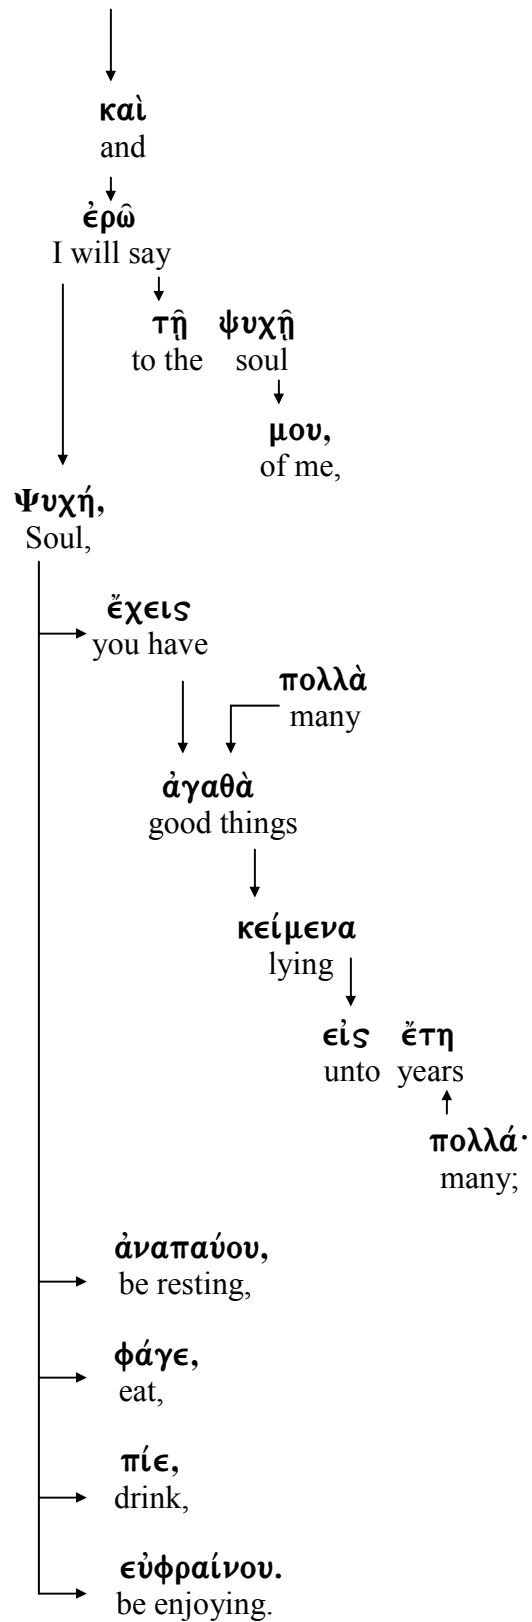 καὶ
and
ἐρῶ
I will say
τῇ ψυχῇ
to the soul
μου,
of me,
Ψυχή,
Soul,
ἔχεις
you have
πολλὰ
many
ἀγαθὰ
good things
κείμενα
lying
εἰς ἔτη
unto years
πολλά·
many;
ἀναπαύου,
be resting,
φάγε,
eat,
πίε,
drink,
εὐφραίνου.
be enjoying.